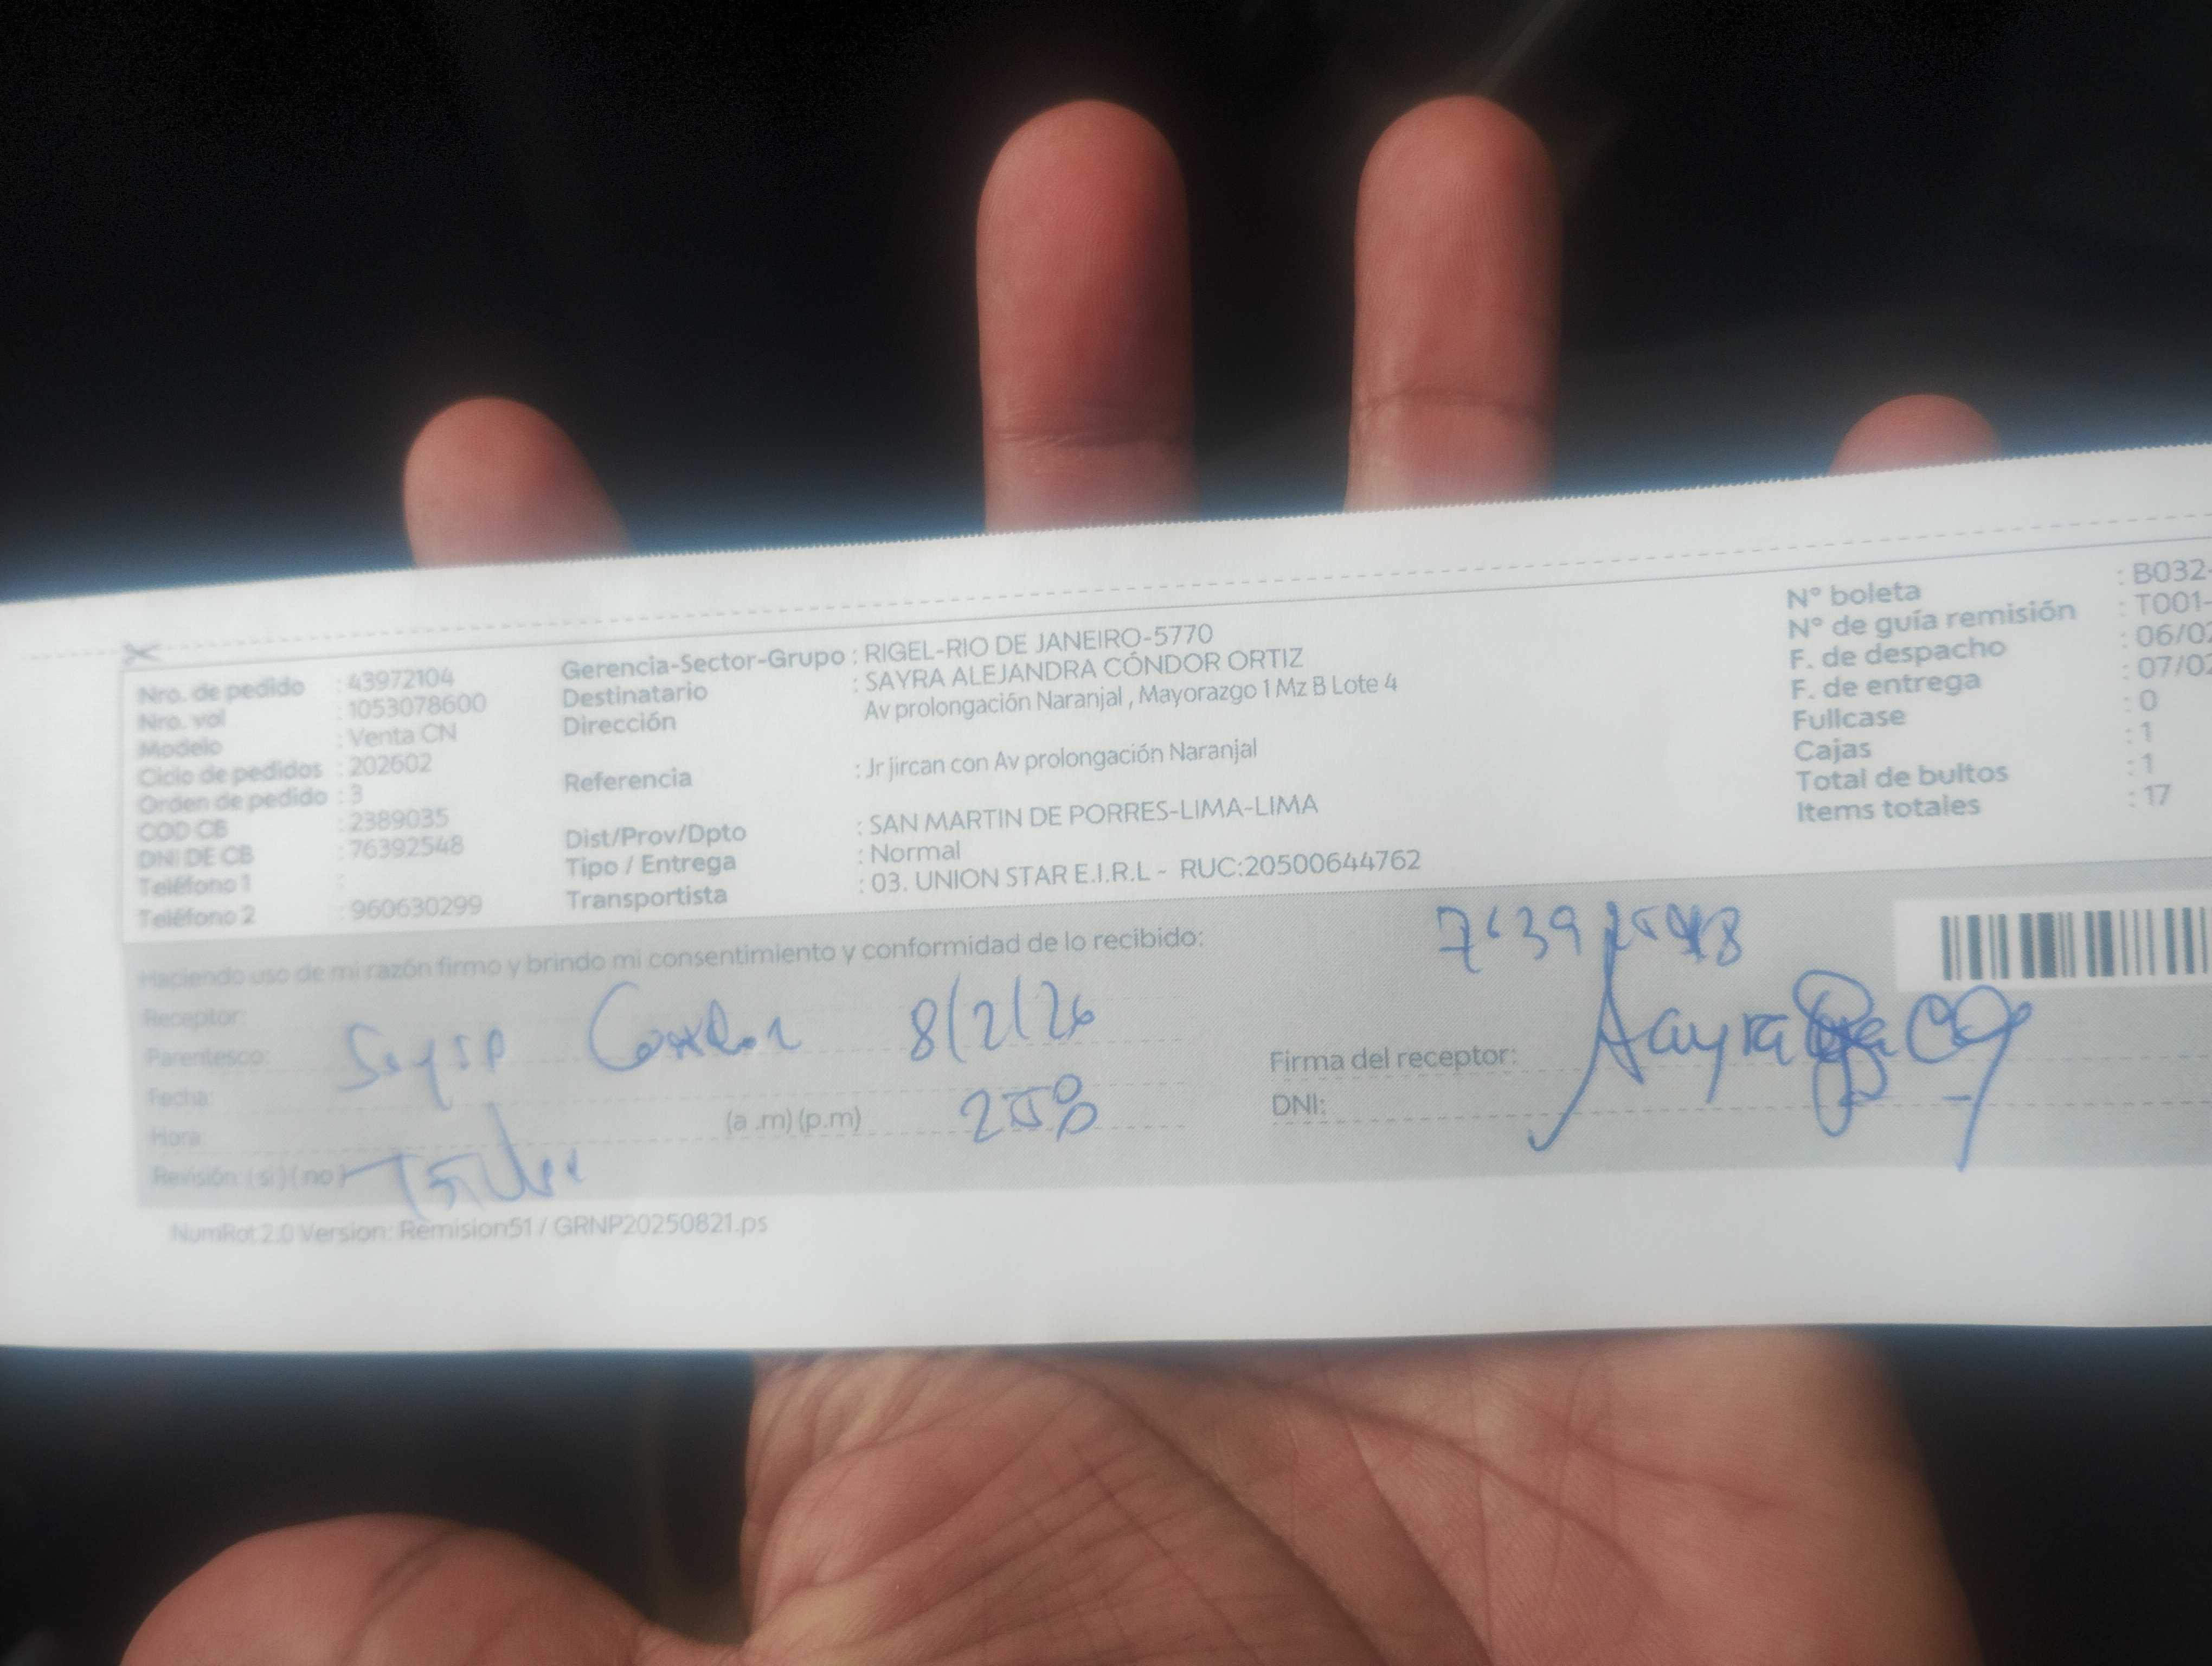 Nro. de pedido : 43972104
Nro. vol : 1053078600
Modelo : Venta CN
Ciclo de pedidos : 202602
Orden de pedido : 3
COD CB : 2389035
DNI DE CB : 76392548
Teléfono 1 :
Teléfono 2 : 960630299
Gerencia-Sector-Grupo : RIGEL-RIO DE JANEIRO-5770
Destinatario : SAYRA ALEJANDRA CÓNDOR ORTIZ
Dirección Av prolongación Naranjal , Mayorazgo 1 Mz B Lote 4
Referencia : Jr jircan con Av prolongación Naranjal
Dist/Prov/Dpto : SAN MARTIN DE PORRES-LIMA-LIMA
Tipo / Entrega : Normal
Transportista : 03. UNION STAR E.I.R.L - RUC:20500644762
N° boleta : B032-
N° de guía remisión : T001-
F. de despacho : 06/02
F. de entrega : 07/02
Fullcase : 0
Cajas : 1
Total de bultos : 1
Items totales : 17
Haciendo uso de mi razón firmo y brindo mi consentimiento y conformidad de lo recibido:
76392548
Receptor:
Parentesco: Condor 8/2/26
Fecha:
Hora: (a .m) (p.m) 258
Revisión: (si) (no)
Firma del receptor: Sayra
DNI:
NumRot 2.0 Version: Remision51 / GRNP20250821.ps